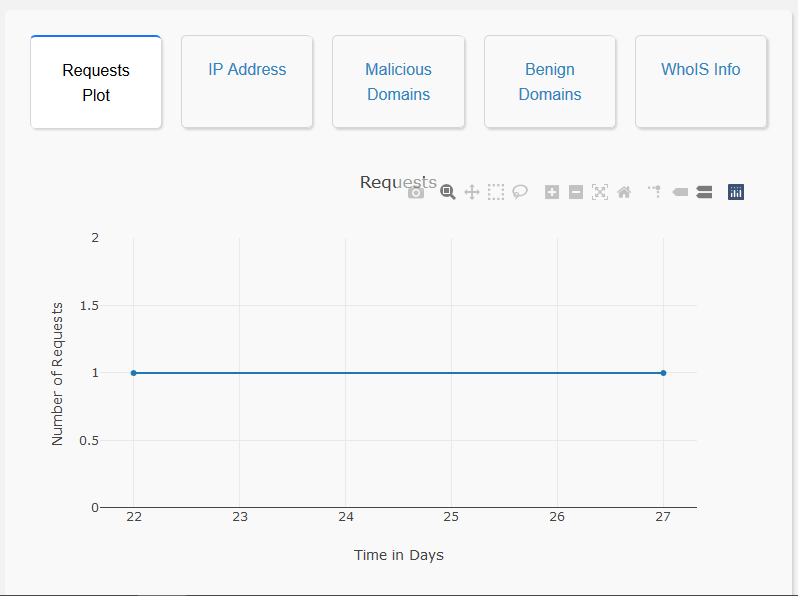 Requests
Plot
IP Address
Malicious
Domains
Benign
Domains
WhoIS Info
Requests
2
1.5
1
0.5
0
Number of Requests
22 23 24 25 26 27
Time in Days